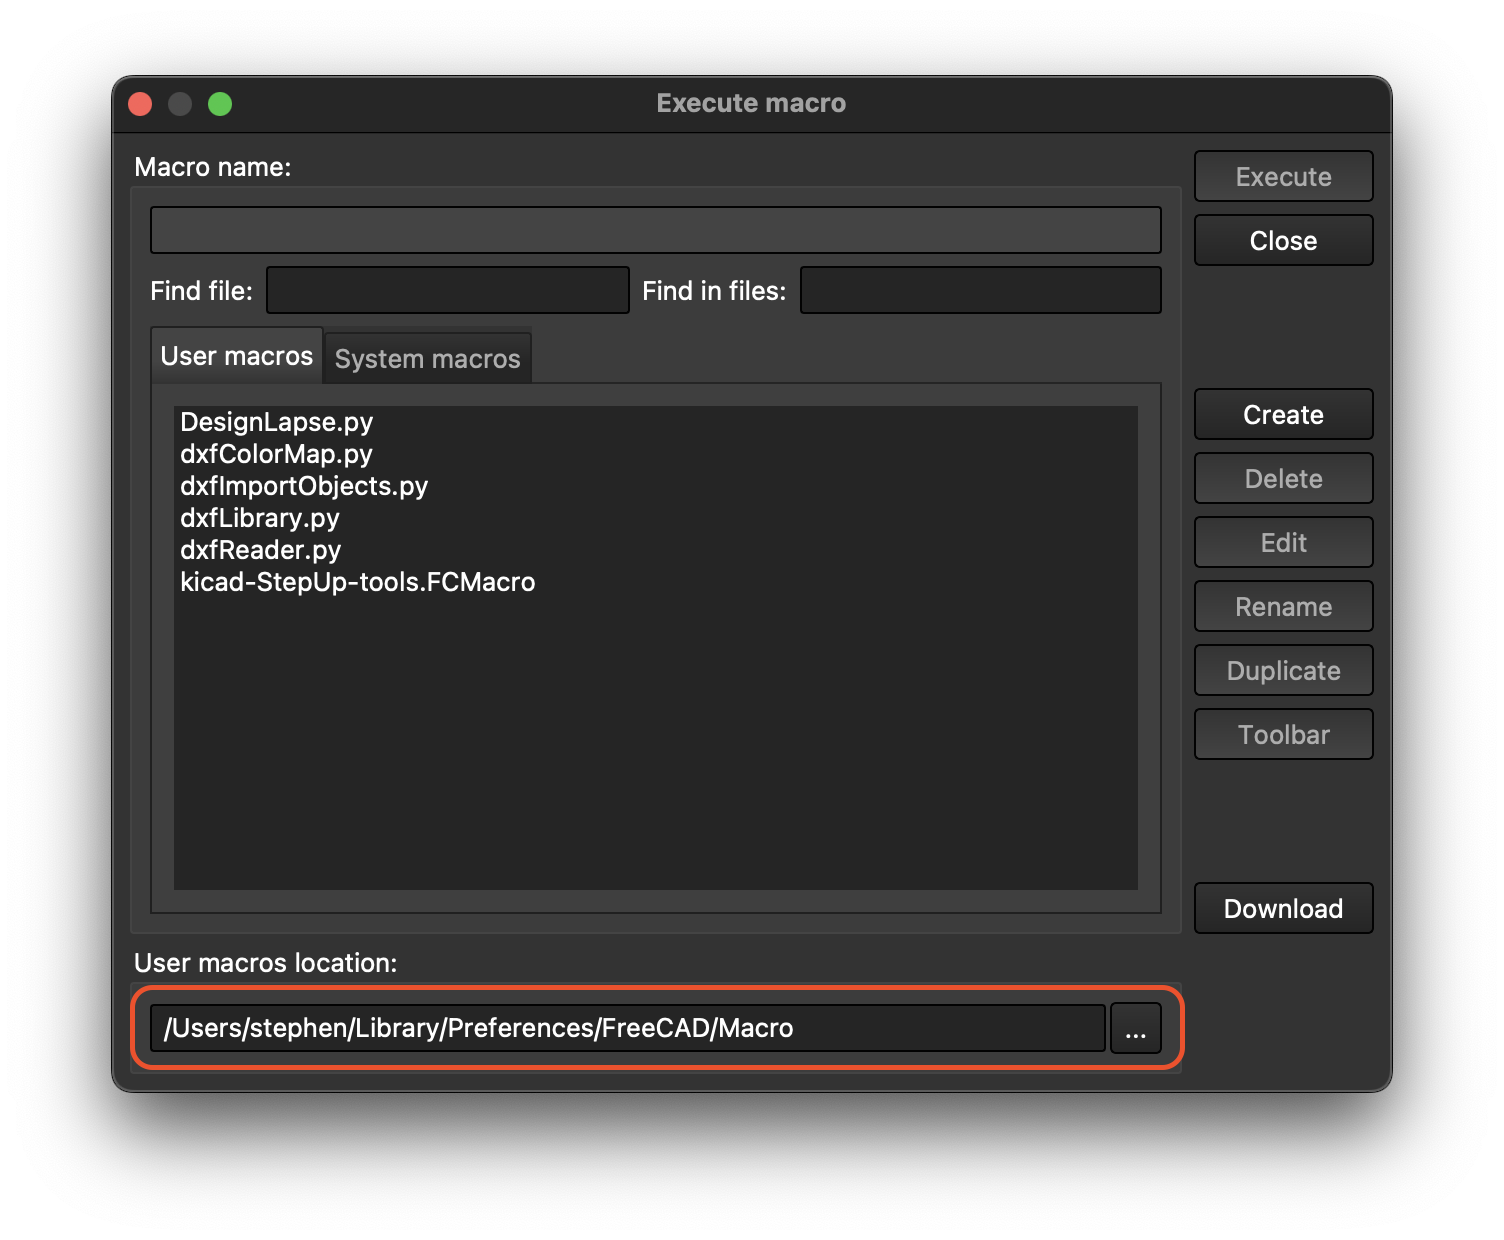 Execute macro
Macro name:
Execute
Close
Find file:
Find in files:
User macros
System macros
DesignLapse.py
dxfColorMap.py
dxfImportObjects.py
dxfLibrary.py
dxfReader.py
kicad-StepUp-tools.FCMacro
Create
Delete
Edit
Rename
Duplicate
Toolbar
Download
User macros location:
/Users/stephen/Library/Preferences/FreeCAD/Macro
...